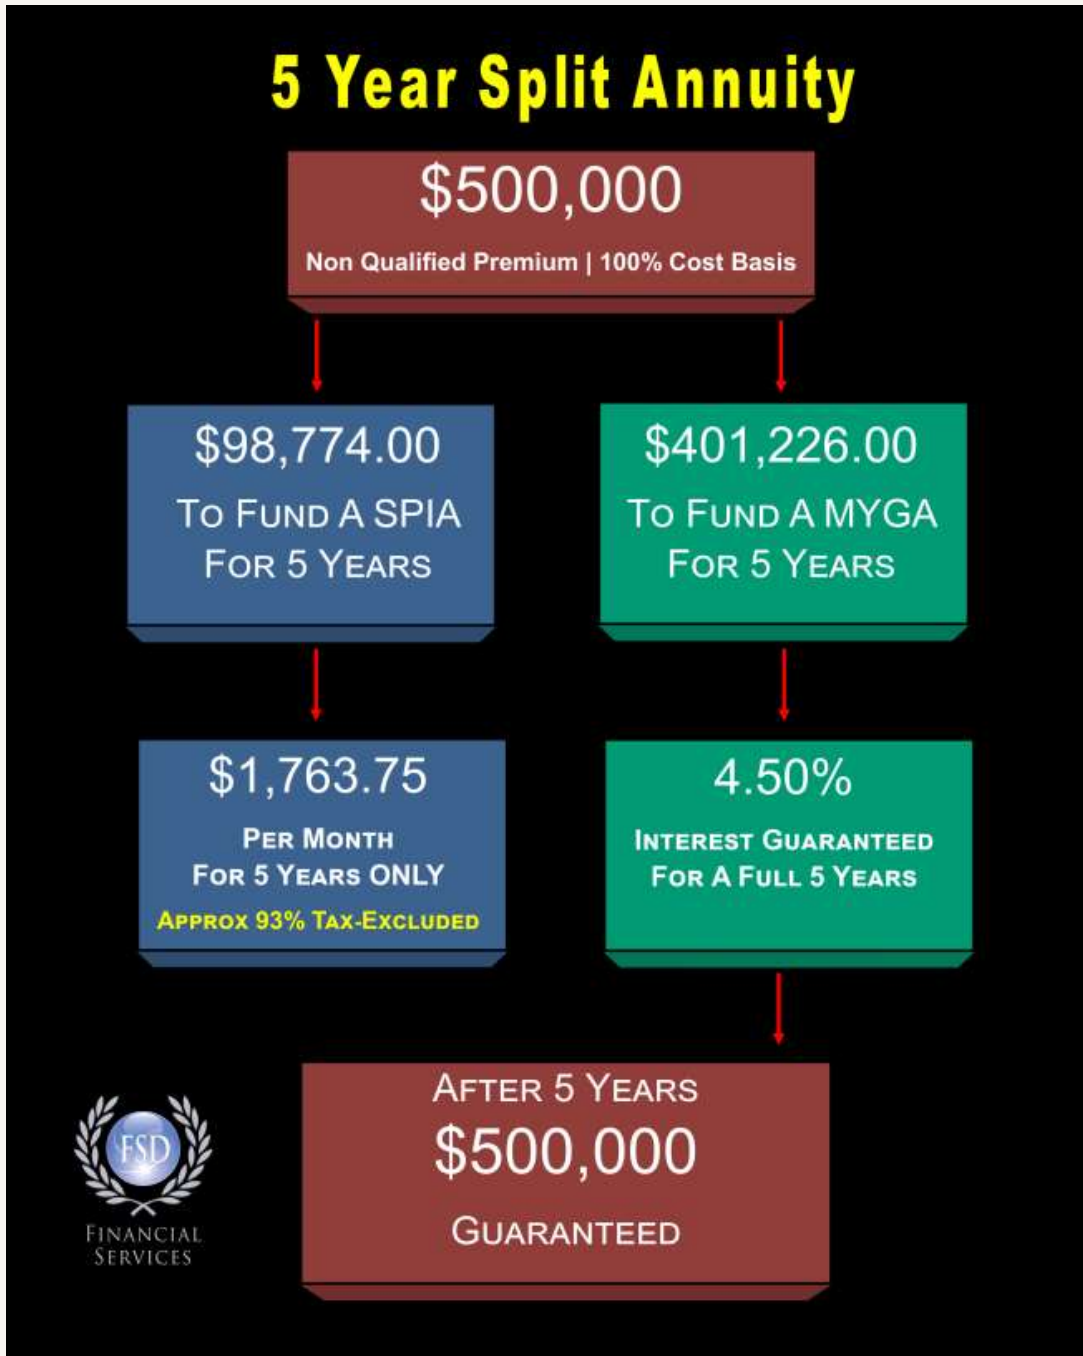 5 Year Split Annuity
$500,000
Non Qualified Premium | 100% Cost Basis
$98,774.00
To Fund A SPIA
For 5 Years
$401,226.00
To Fund A MYGA
For 5 Years
$1,763.75
Per Month
For 5 Years ONLY
Approx 93% Tax-Excluded
4.50%
Interest Guaranteed
For A Full 5 Years
After 5 Years
$500,000
Guaranteed
FSD
Financial
Services